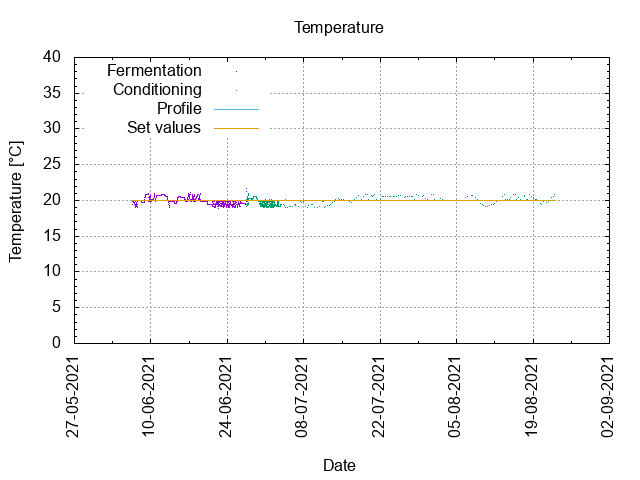 Temperature
Fermentation
Conditioning
Profile
Set values
Temperature [°C]
40
35
30
25
20
15
10
5
0
27-05-2021
10-06-2021
24-06-2021
08-07-2021
22-07-2021
05-08-2021
19-08-2021
02-09-2021
Date